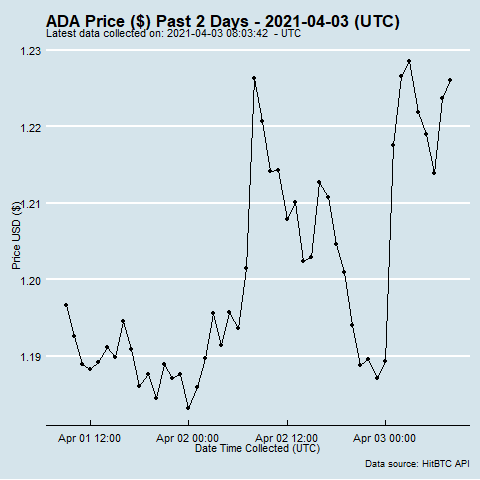 ADA Price ($) Past 2 Days - 2021-04-03 (UTC)
Latest data collected on: 2021-04-03 08:03:42 - UTC
1.23
1.22
1.21
1.20
1.19
Price USD ($)
Apr 01 12:00 Apr 02 00:00 Apr 02 12:00 Apr 03 00:00
Date Time Collected (UTC)
Data source: HitBTC API